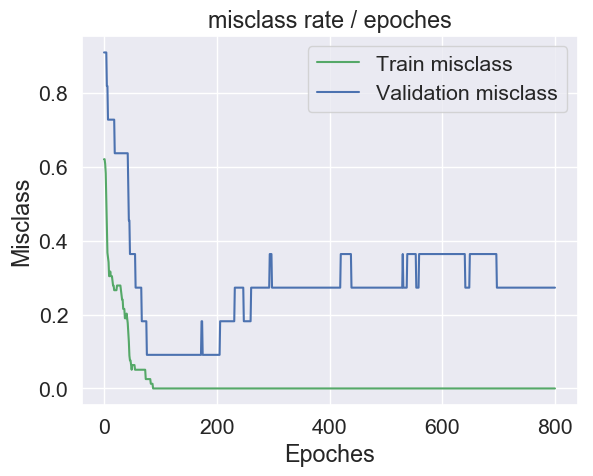 misclass rate / epoches
Train misclass
Validation misclass
Misclass
0.8
0.6
0.4
0.2
0.0
0
200
400
600
800
Epoches